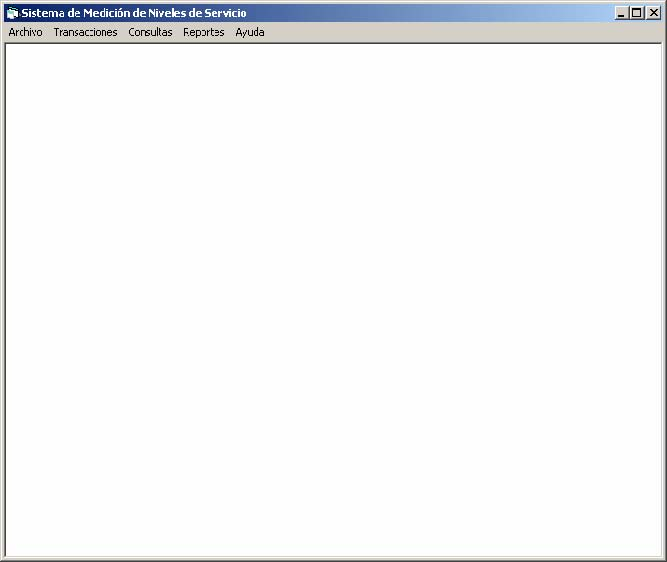 Sistema de Medición de Niveles de Servicio
Archivo Transacciones Consultas Reportes Ayuda